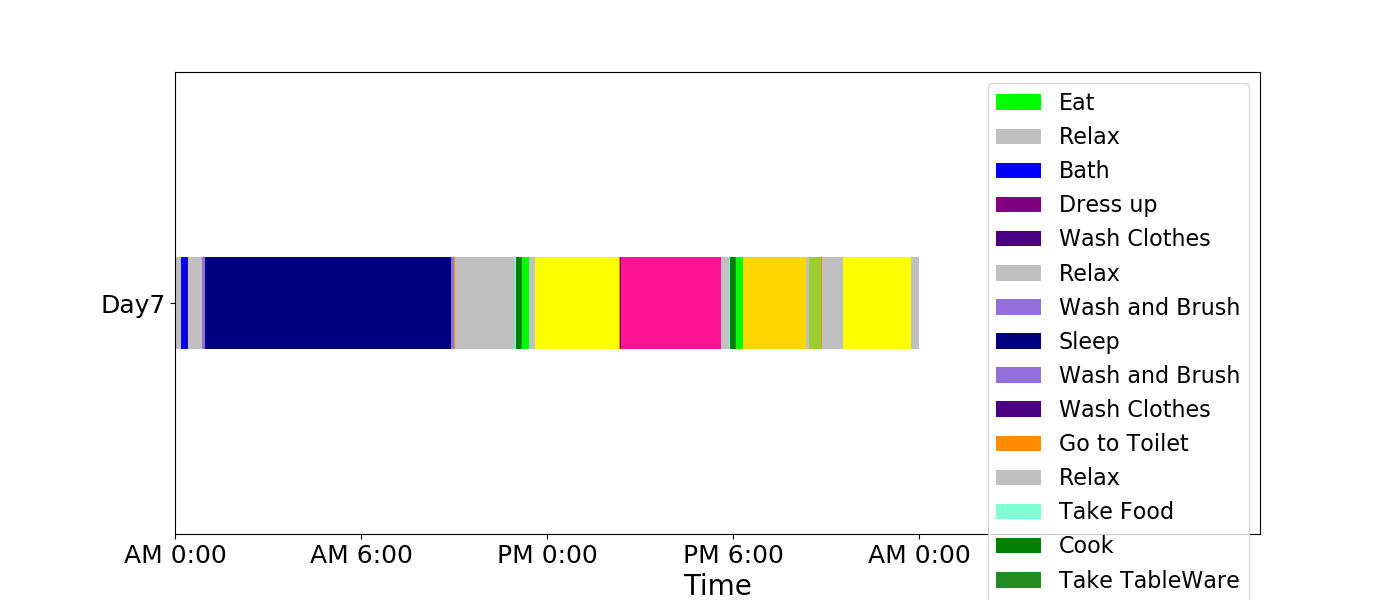 Eat
Relax
Bath
Dress up
Wash Clothes
Relax
Wash and Brush
Sleep
Wash and Brush
Wash Clothes
Go to Toilet
Relax
Take Food
Cook
Take TableWare
Day7
AM 0:00 AM 6:00 PM 0:00 PM 6:00 AM 0:00
Time